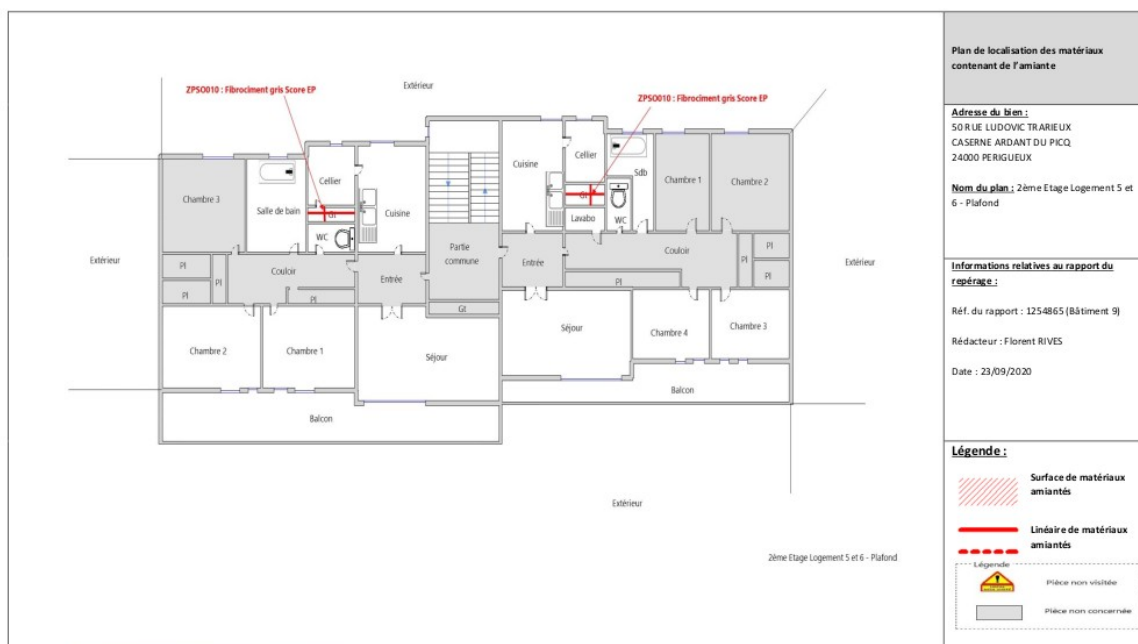 ZPSO010 : Fibrociment gris Score EP
Extérieur
ZPSO010 : Fibrociment gris Score EP
Cuisine
Cellier
Sdb
Chambre 1
Chambre 2
Chambre 3
Salle de bain
Cellier
Gt
Cuisine
Gt
Lavabo
WC
WC
Extérieur
Partie
commune
Extérieur
Couloir
Entrée
Entrée
Couloir
Pl
Pl
Pl
Pl
Pl
Pl
Pl
Pl
Gt
Chambre 2
Chambre 1
Séjour
Séjour
Chambre 4
Chambre 3
Balcon
Balcon
Extérieur
2ème Etage Logement 5 et 6 - Plafond
Plan de localisation des matériaux
contenant de l'amiante
Adresse du bien :
50 RUE LUDOVIC TRARIEUX
CASERNE ARDANT DU PICQ
24000 PERIGUEUX
Nom du plan : 2ème Etage Logement 5 et
6 - Plafond
Informations relatives au rapport du
repérage :
Réf. du rapport : 1254865 (Bâtiment 9)
Rédacteur : Florent RIVES
Date : 23/09/2020
Légende :
Surface de matériaux
amiantés
Linéaire de matériaux
amiantés
Légende
Pièce non visitée
Pièce non concernée